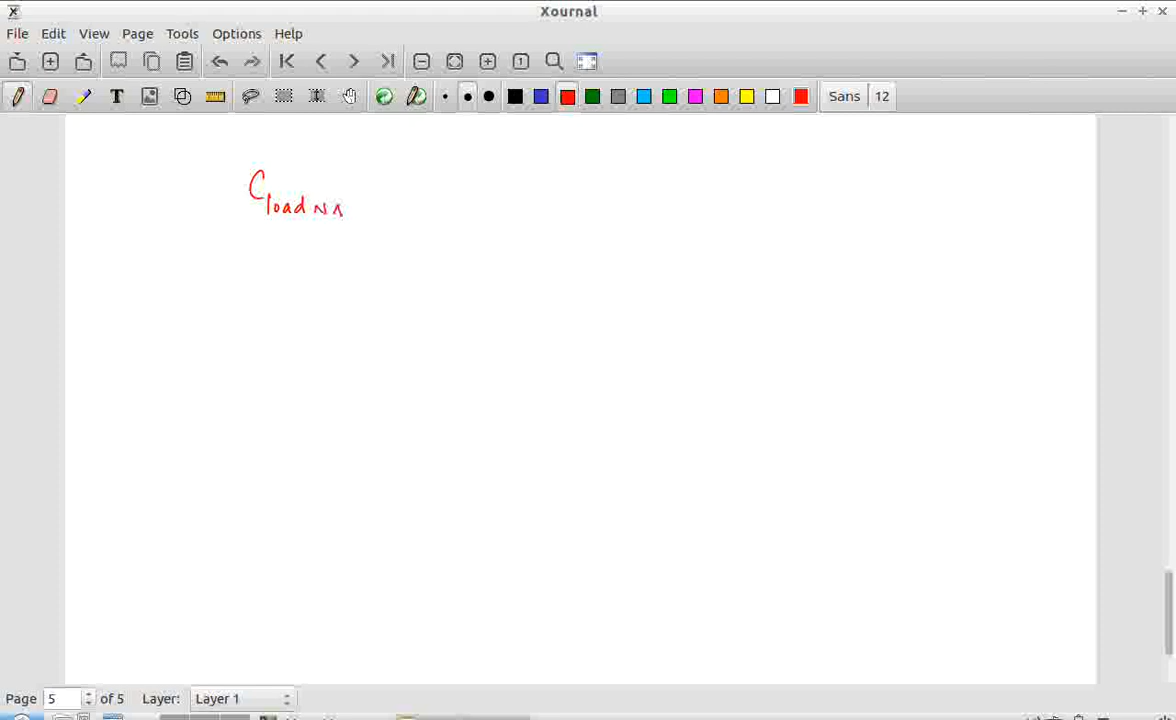 Xournal
File Edit View Page Tools Options Help
Sans 12
C
load
Page 5 of 5 Layer: Layer 1